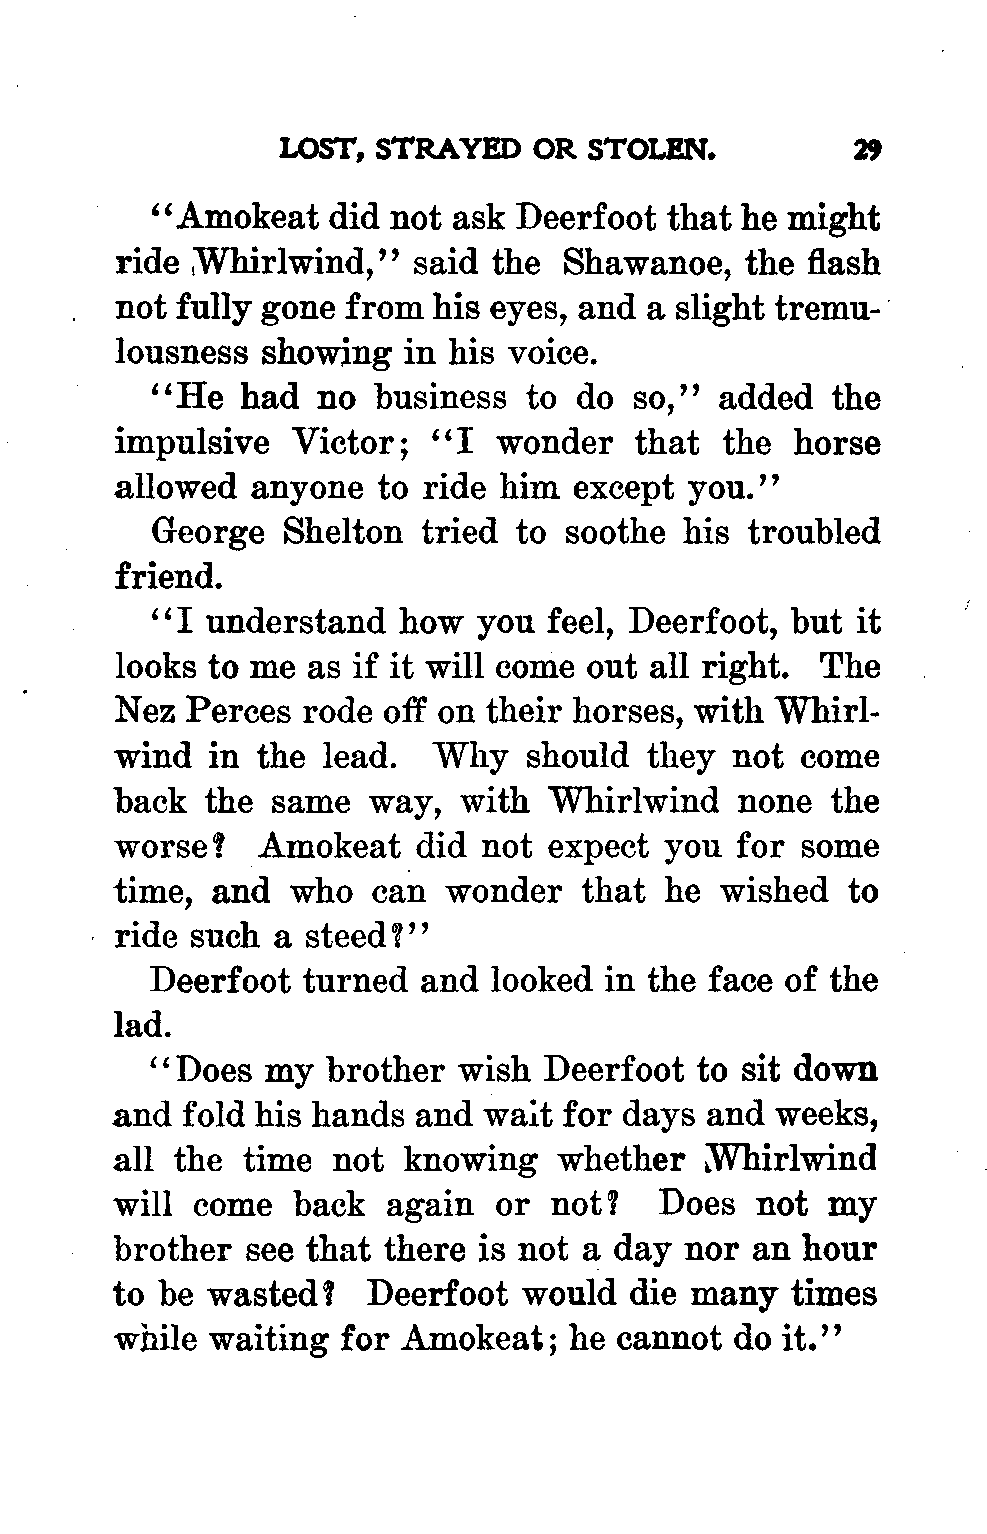 LOST, STRAYED OR STOLEN. 29
"Amokeat did not ask Deerfoot that he might
ride Whirlwind," said the Shawanoe, the flash
not fully gone from his eyes, and a slight tremu-
lousness showing in his voice.
"He had no business to do so," added the
impulsive Victor; "I wonder that the horse
allowed anyone to ride him except you."
George Shelton tried to soothe his troubled
friend.
"I understand how you feel, Deerfoot, but it
looks to me as if it will come out all right. The
Nez Perces rode off on their horses, with Whirl-
wind in the lead. Why should they not come
back the same way, with Whirlwind none the
worse? Amokeat did not expect you for some
time, and who can wonder that he wished to
ride such a steed?"
Deerfoot turned and looked in the face of the
lad.
"Does my brother wish Deerfoot to sit down
and fold his hands and wait for days and weeks,
all the time not knowing whether Whirlwind
will come back again or not? Does not my
brother see that there is not a day nor an hour
to be wasted? Deerfoot would die many times
while waiting for Amokeat; he cannot do it."